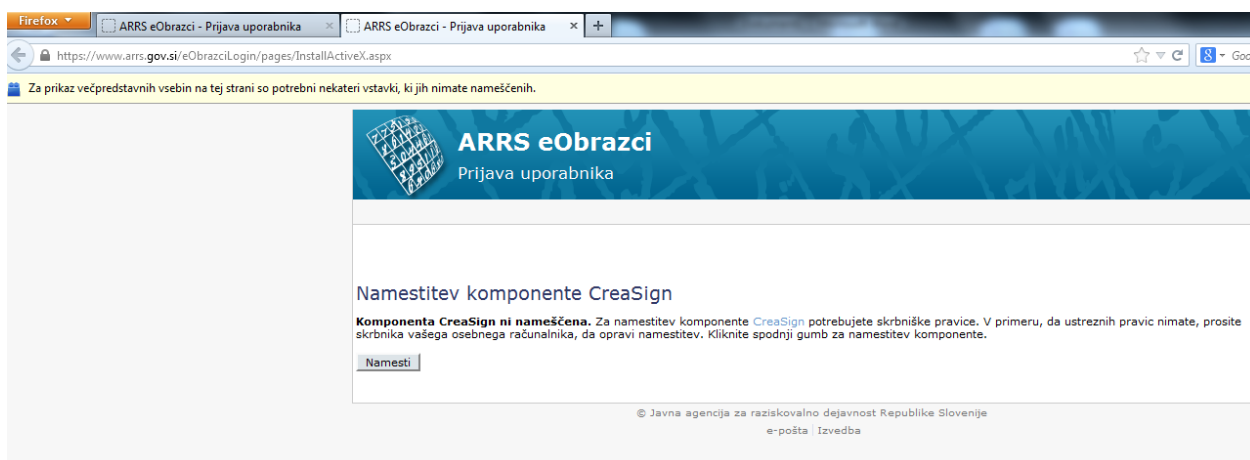 Firefox
ARRS eObrazci - Prijava uporabnika
ARRS eObrazci - Prijava uporabnika
https://www.arrs.gov.si/eObrazciLogin/pages/InstallActiveX.aspx
Za prikaz večpredstavnih vsebin na tej strani so potrebni nekateri vstavki, ki jih nimate nameščenih.
ARRS eObrazci
Prijava uporabnika
Namestitev komponente CreaSign
Komponenta CreaSign ni nameščena. Za namestitev komponente CreaSign potrebujete skrbniške pravice. V primeru, da ustreznih pravic nimate, prosite
skrbnika vašega osebnega računalnika, da opravi namestitev. Kliknite spodnji gumb za namestitev komponente.
Namesti
© Javna agencija za raziskovalno dejavnost Republike Slovenije
e-pošta | Izvedba